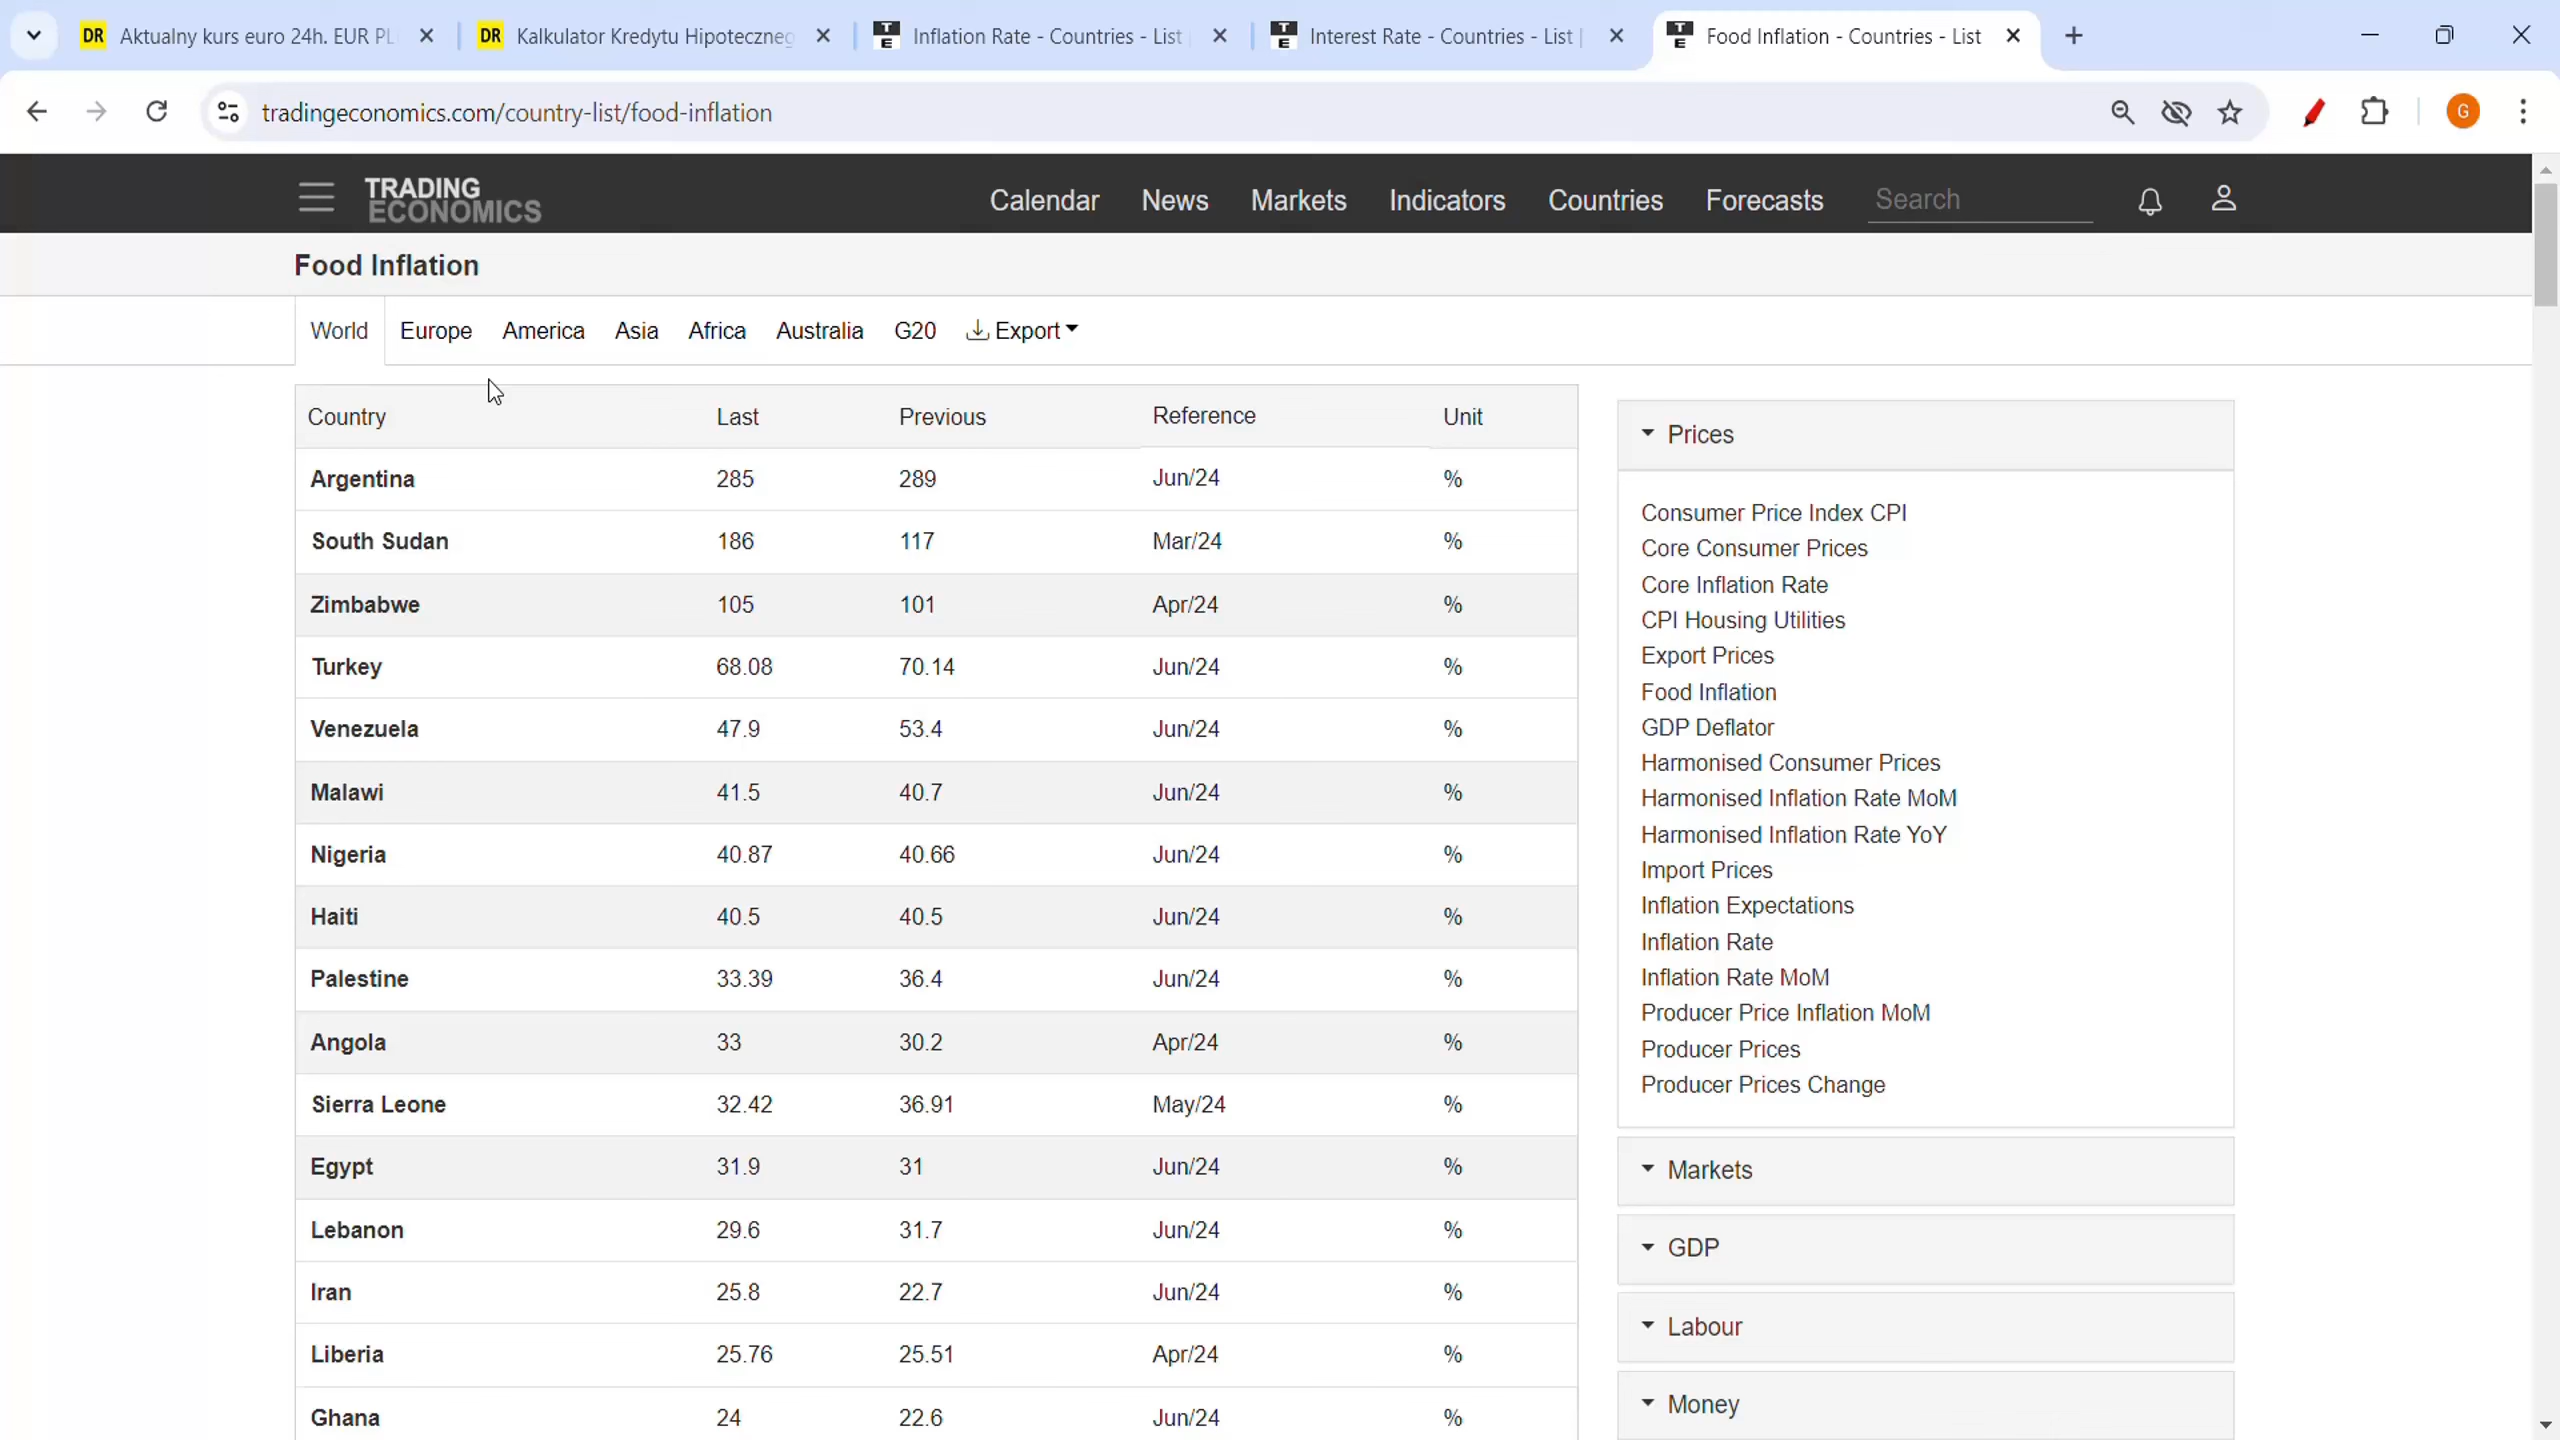 DR Aktualny kurs euro 24h. EUR PL
DR Kalkulator Kredytu Hipoteczneg
TE Inflation Rate - Countries - List
TE Interest Rate - Countries - List |
TE Food Inflation - Countries - List
tradingeconomics.com/country-list/food-inflation
G
TRADING
ECONOMICS
Calendar News Markets Indicators Countries Forecasts Search
Food Inflation
World Europe America Asia Africa Australia G20 Export
Country Last Previous Reference Unit
Argentina 285 289 Jun/24 %
South Sudan 186 117 Mar/24 %
Zimbabwe 105 101 Apr/24 %
Turkey 68.08 70.14 Jun/24 %
Venezuela 47.9 53.4 Jun/24 %
Malawi 41.5 40.7 Jun/24 %
Nigeria 40.87 40.66 Jun/24 %
Haiti 40.5 40.5 Jun/24 %
Palestine 33.39 36.4 Jun/24 %
Angola 33 30.2 Apr/24 %
Sierra Leone 32.42 36.91 May/24 %
Egypt 31.9 31 Jun/24 %
Lebanon 29.6 31.7 Jun/24 %
Iran 25.8 22.7 Jun/24 %
Liberia 25.76 25.51 Apr/24 %
Ghana 24 22.6 Jun/24 %
Prices
Consumer Price Index CPI
Core Consumer Prices
Core Inflation Rate
CPI Housing Utilities
Export Prices
Food Inflation
GDP Deflator
Harmonised Consumer Prices
Harmonised Inflation Rate MoM
Harmonised Inflation Rate YoY
Import Prices
Inflation Expectations
Inflation Rate
Inflation Rate MoM
Producer Price Inflation MoM
Producer Prices
Producer Prices Change
Markets
GDP
Labour
Money